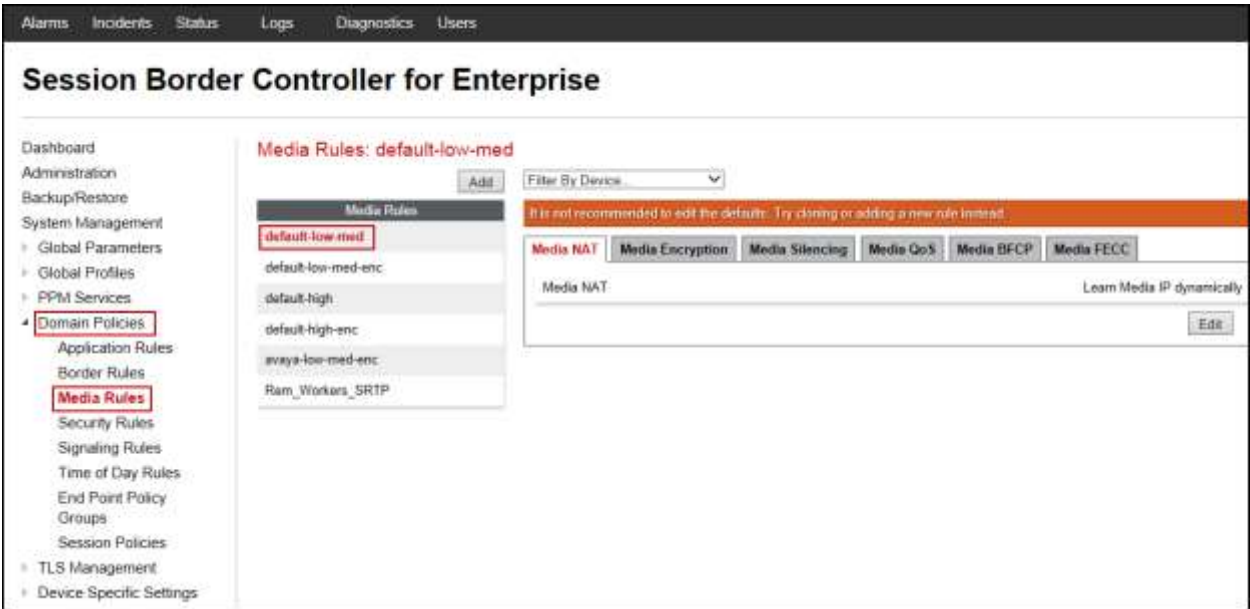 Alarms Incidents Status Logs Diagnostics Users
Session Border Controller for Enterprise
Dashboard
Administration
Backup/Restore
System Management
Global Parameters
Global Profiles
PPM Services
Domain Policies
Application Rules
Border Rules
Media Rules
Security Rules
Signaling Rules
Time of Day Rules
End Point Policy
Groups
Session Policies
TLS Management
Device Specific Settings
Media Rules: default-low-med
Add
Filter By Device...
Media Rules
default-low-med
default-low-med-enc
default-high
default-high-enc
avaya-low-med-enc
Ram_Workers_SRTP
It is not recommended to edit the defaults. Try cloning or adding a new rule instead.
Media NAT Media Encryption Media Silencing Media QoS Media BFCP Media FECC
Media NAT Learn Media IP dynamically
Edit